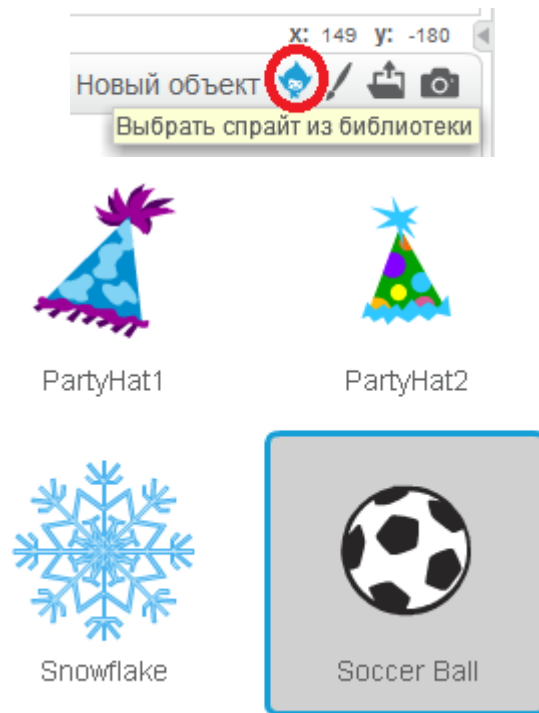 x: 149 y: -180
Новый объект
Выбрать спрайт из библиотеки
PartyHat1 PartyHat2
Snowflake Soccer Ball